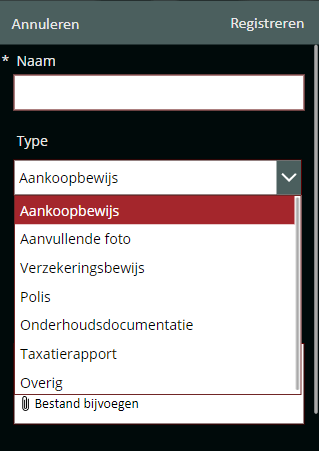 Annuleren Registreren
* Naam
Type
Aankoopbewijs
Aankoopbewijs
Aanvullende foto
Verzekeringsbewijs
Polis
Onderhoudsdocumentatie
Taxatierapport
Overig
Bestand bijvoegen